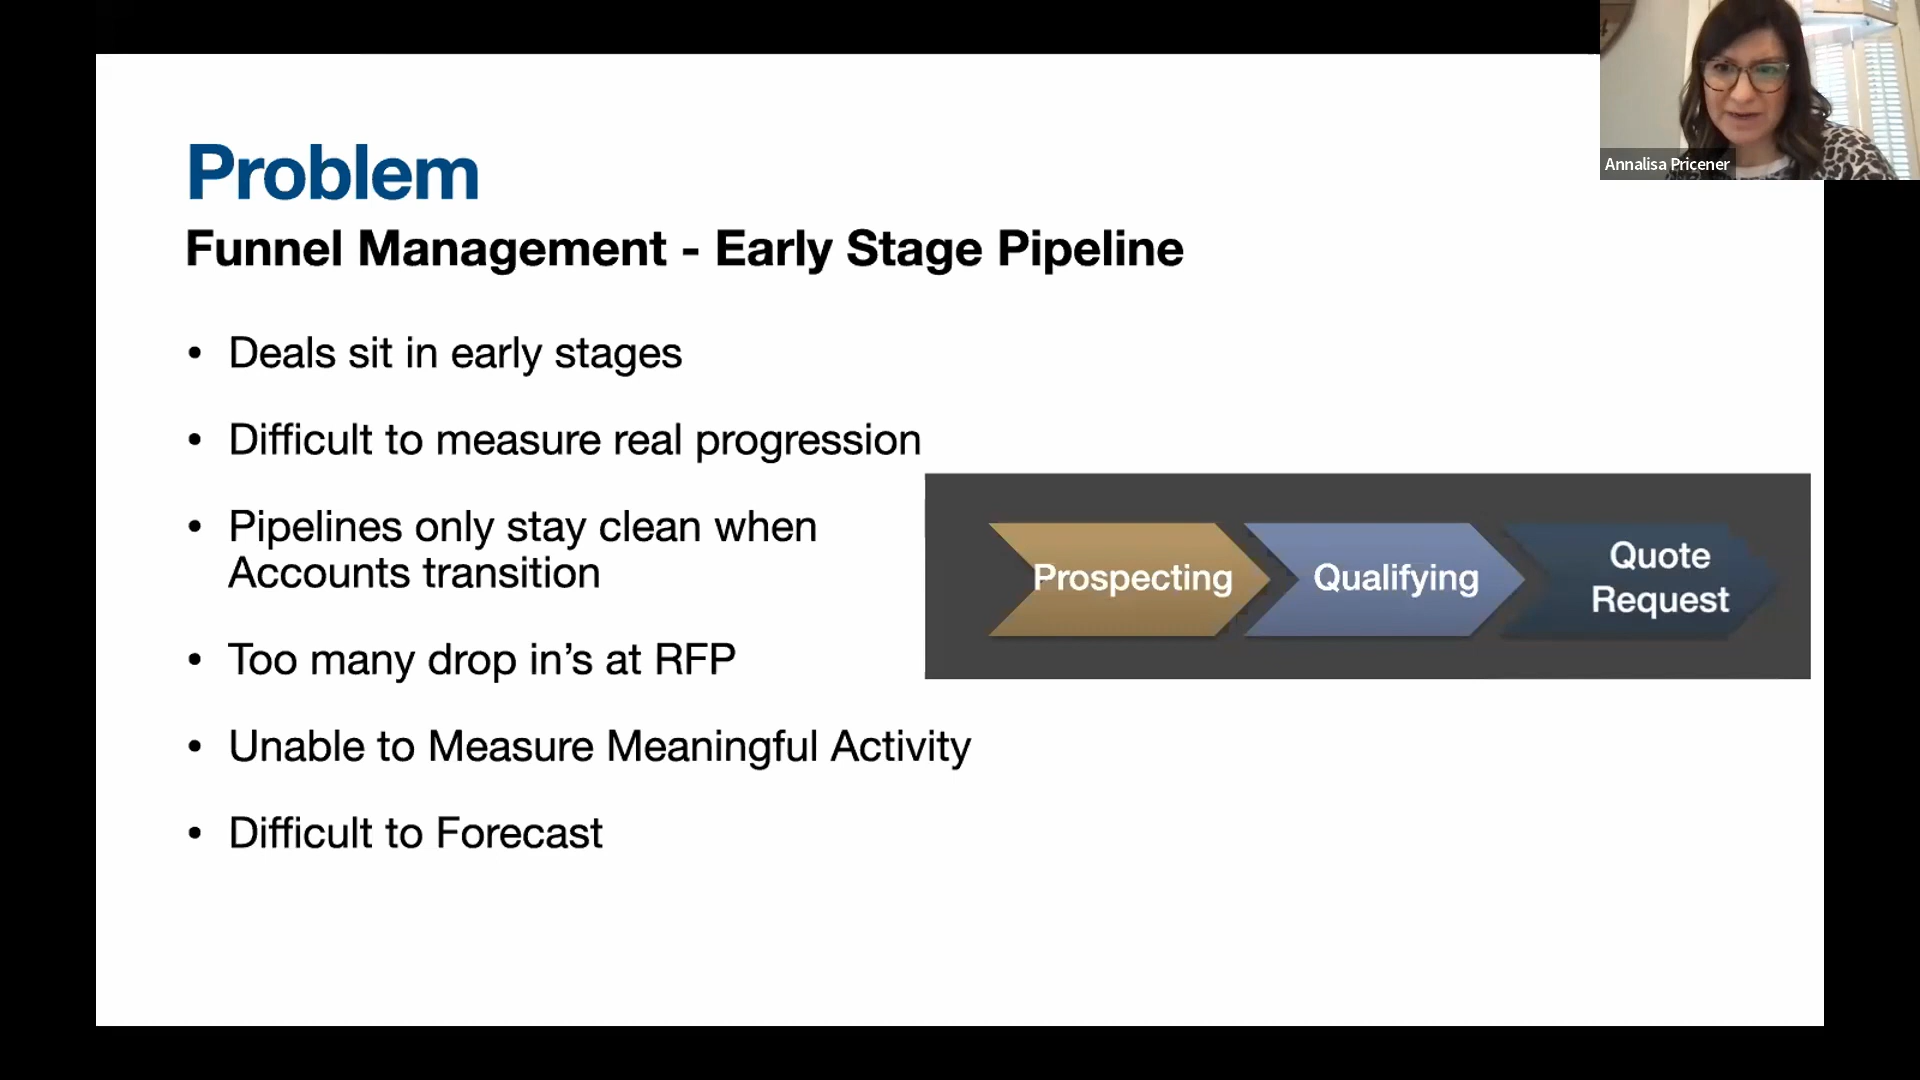 Annalisa Pricener
Problem
Funnel Management - Early Stage Pipeline
• Deals sit in early stages
• Difficult to measure real progression
• Pipelines only stay clean when
Accounts transition
• Too many drop in’s at RFP
• Unable to Measure Meaningful Activity
• Difficult to Forecast
Prospecting
Qualifying
Quote
Request